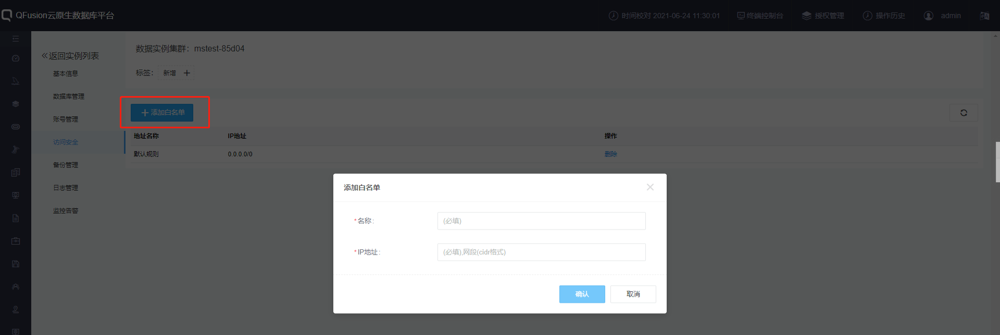 QFusion云原生数据库平台
时间校对 2021-06-24 11:30:01
终端控制台
授权管理
操作历史
admin
返回实例列表
基本信息
数据库管理
账号管理
访问安全
备份管理
日志管理
监控告警
数据实例集群：mstest-85d04
标签： 新增
添加白名单
地址名称 IP地址 操作
默认规则 0.0.0.0/0 删除
添加白名单
*名称: (必填)
*IP地址: (必填),网段(cidr格式)
确认 取消